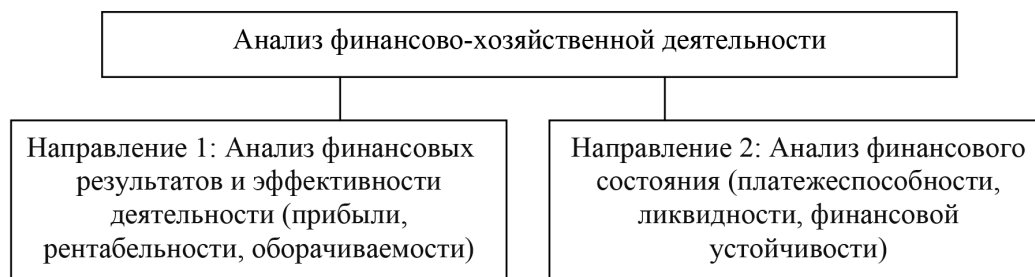 Анализ финансово-хозяйственной деятельности
Направление 1: Анализ финансовых
результатов и эффективности
деятельности (прибыли,
рентабельности, оборачиваемости)
Направление 2: Анализ финансового
состояния (платежеспособности,
ликвидности, финансовой
устойчивости)